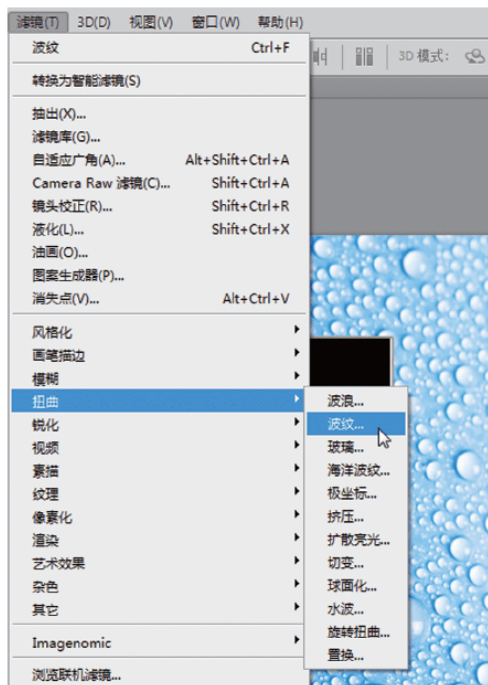 滤镜(T) 3D(D) 视图(V) 窗口(W) 帮助(H)
波纹 Ctrl+F
3D 模式:
转换为智能滤镜(S)
抽出(X)...
滤镜库(G)...
自适应广角(A)... Alt+Shift+Ctrl+A
Camera Raw 滤镜(C)... Shift+Ctrl+A
镜头校正(R)... Shift+Ctrl+R
液化(L)... Shift+Ctrl+X
油画(O)...
图案生成器(P)...
消失点(V)... Alt+Ctrl+V
风格化
画笔描边
模糊
扭曲
锐化
视频
素描
纹理
像素化
渲染
艺术效果
杂色
其它
Imagenomic
浏览联机滤镜...
波浪...
波纹...
玻璃...
海洋波纹...
极坐标...
挤压...
扩散亮光...
切变...
球面化...
水波...
旋转扭曲...
置换...